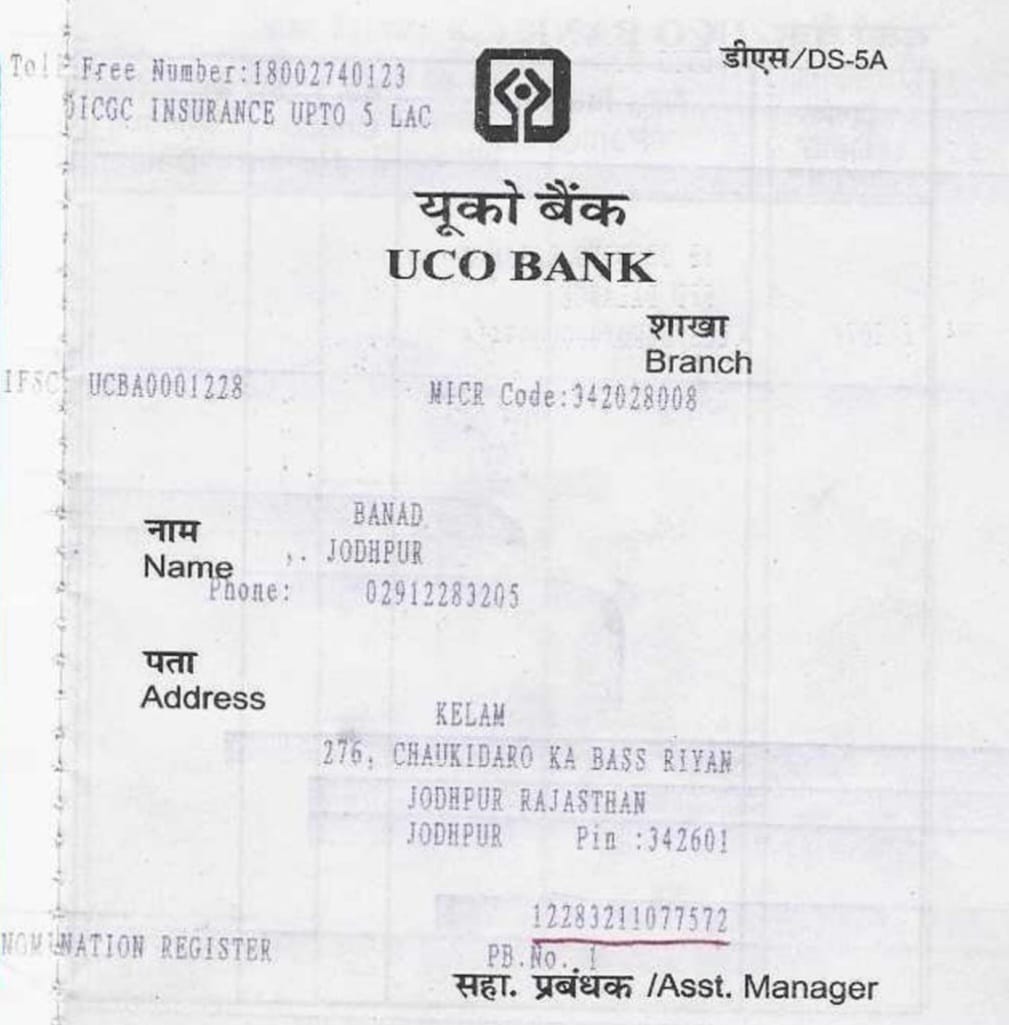 डीएस/DS-5A
Toll Free Number:18002740123
DICGC INSURANCE UPTO 5 LAC
यूको बैंक
UCO BANK
शाखा
Branch
IFSC: UCBA0001228 MICR Code:342028008
BANAD
नाम
,. JODHPUR
Name
Phone: 02912283205
पता
Address
KELAM
276, CHAUKIDARO KA BASS RIYAN
JODHPUR RAJASTHAN
JODHPUR Pin :342601
12283211077572
NOMINATION REGISTER PB.No. 1
सहा. प्रबंधक /Asst. Manager